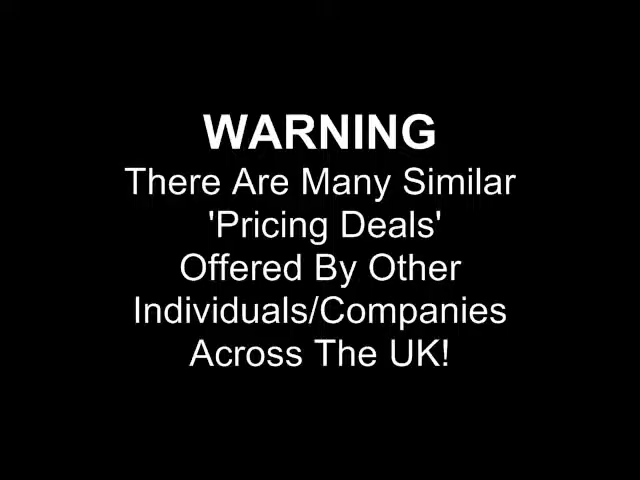 WARNING
There Are Many Similar
'Pricing Deals'
Offered By Other
Individuals/Companies
Across The UK!